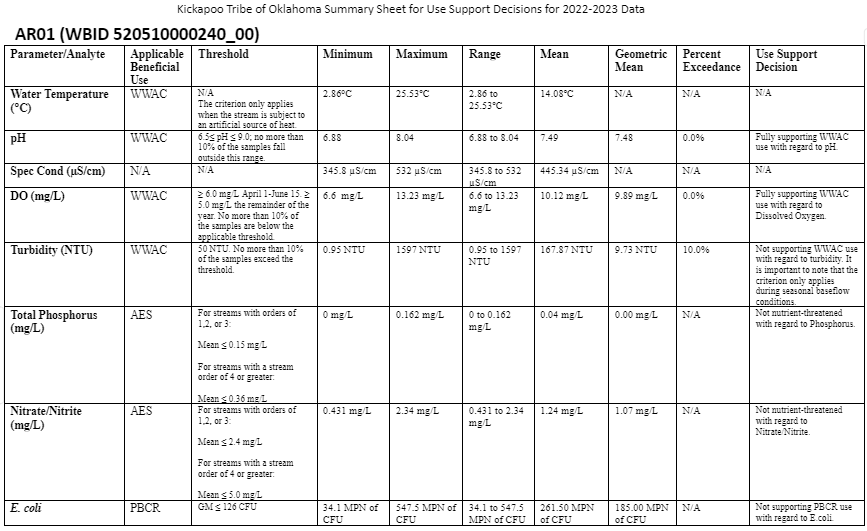 Kickapoo Tribe of Oklahoma Summary Sheet for Use Support Decisions for 2022-2023 Data
AR01 (WBID 520510000240_00)
Parameter/Analyte
Applicable
Beneficial
Use
Threshold
Minimum
Maximum
Range
Mean
Geometric
Mean
Percent
Exceedance
Use Support
Decision
Water Temperature
(°C)
WWAC
N/A
The criterion only applies
when the stream is subject to
an artificial source of heat.
2.86°C
25.53°C
2.86 to
25.53°C
14.08°C
N/A
N/A
N/A
pH
WWAC
6.5≤ pH ≤ 9.0; no more than
10% of the samples fall
outside this range.
6.88
8.04
6.88 to 8.04
7.49
7.48
0.0%
Fully supporting WWAC
use with regard to pH.
Spec Cond (µS/cm)
N/A
N/A
345.8 µS/cm
532 µS/cm
345.8 to 532
µS/cm
445.34 µS/cm
N/A
N/A
N/A
DO (mg/L)
WWAC
≥ 6.0 mg/L April 1-June 15. ≥
5.0 mg/L the remainder of the
year. No more than 10% of
the samples are below the
applicable threshold.
6.6 mg/L
13.23 mg/L
6.6 to 13.23
mg/L
10.12 mg/L
9.89 mg/L
0.0%
Fully supporting WWAC
use with regard to
Dissolved Oxygen.
Turbidity (NTU)
WWAC
50 NTU. No more than 10%
of the samples exceed the
threshold.
0.95 NTU
1597 NTU
0.95 to 1597
NTU
167.87 NTU
9.73 NTU
10.0%
Not supporting WWAC use
with regard to turbidity. It
is important to note that the
criterion only applies
during seasonal baseflow
conditions.
Total Phosphorus
(mg/L)
AES
For streams with orders of
1,2, or 3:
Mean ≤ 0.15 mg/L
For streams with a stream
order of 4 or greater:
Mean ≤ 0.36 mg/L
0 mg/L
0.162 mg/L
0 to 0.162
mg/L
0.04 mg/L
0.00 mg/L
N/A
Not nutrient-threatened
with regard to Phosphorus.
Nitrate/Nitrite
(mg/L)
AES
For streams with orders of
1,2, or 3:
Mean ≤ 2.4 mg/L
For streams with a stream
order of 4 or greater:
Mean ≤ 5.0 mg/L
0.431 mg/L
2.34 mg/L
0.431 to 2.34
mg/L
1.24 mg/L
1.07 mg/L
N/A
Not nutrient-threatened
with regard to
Nitrate/Nitrite.
E. coli
PBCR
GM ≤ 126 CFU
34.1 MPN of
CFU
547.5 MPN of
CFU
34.1 to 547.5
MPN of CFU
261.50 MPN
of CFU
185.00 MPN
of CFU
N/A
Not supporting PBCR use
with regard to E.coli.